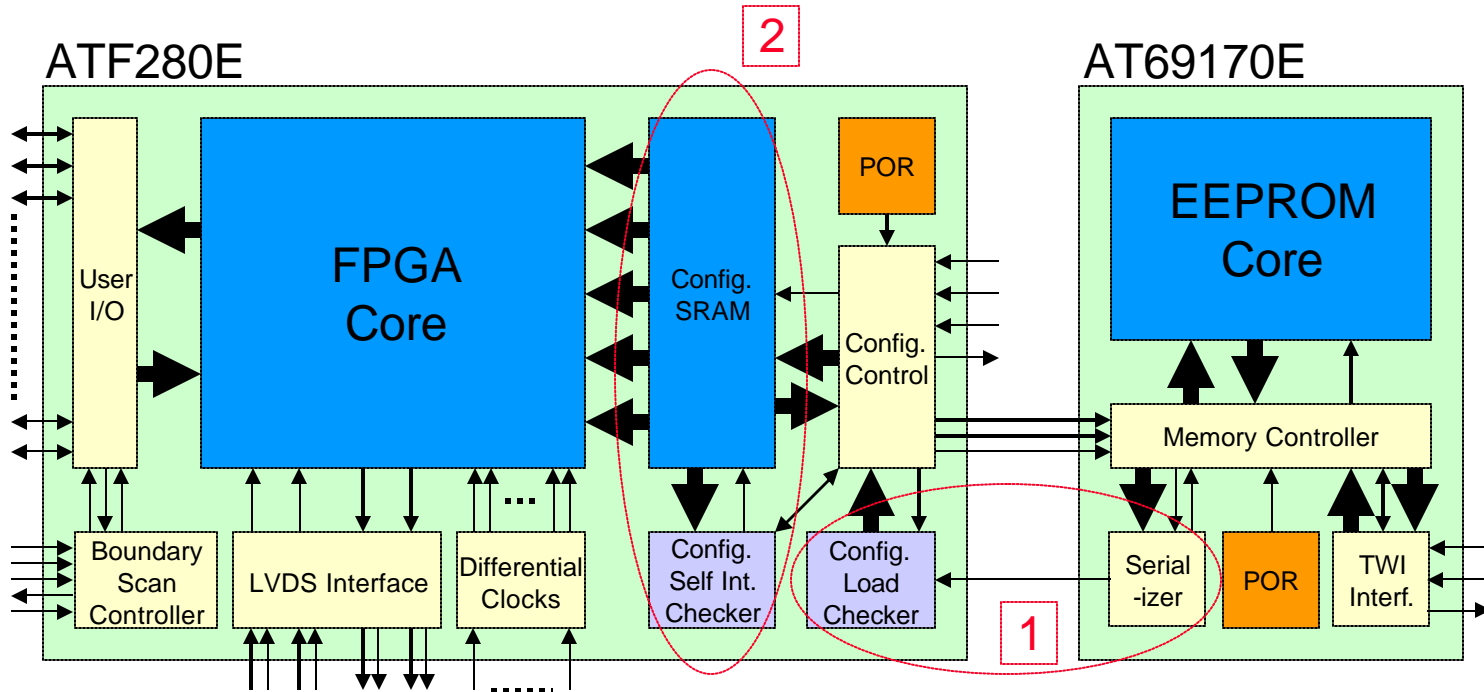 2
ATF280E
AT69170E
User
I/O
FPGA
Core
Config.
SRAM
POR
Config.
Control
EEPROM
Core
Memory Controller
Boundary
Scan
Controller
LVDS Interface
Differential
Clocks
Config.
Self Int.
Checker
Config.
Load
Checker
1
Serial
-izer
POR
TWI
Interf.